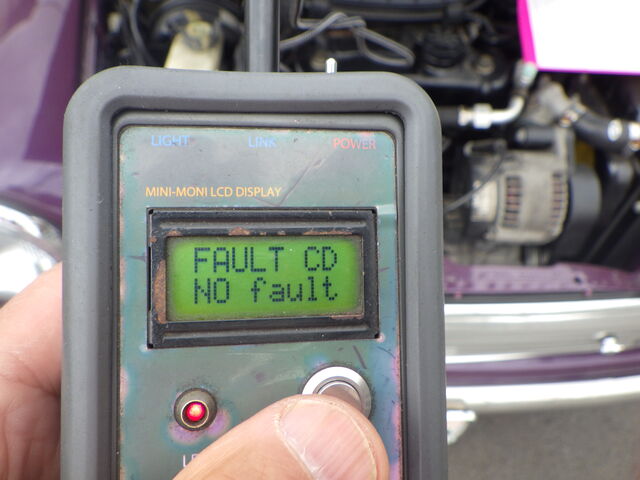 LIGHT LINK POWER
MINI-MONI LCD DISPLAY
FAULT CD
NO fault